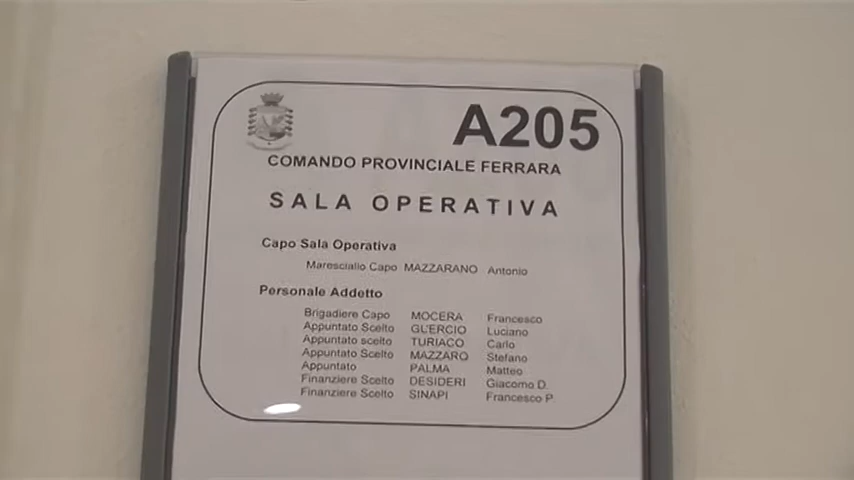 A205
COMANDO PROVINCIALE FERRARA
SALA OPERATIVA
Capo Sala Operativa
Maresciallo Capo MAZZARANO Antonio
Personale Addetto
Brigadiere Capo MOCERA Francesco
Appuntato Scelto GL'ERCIO Luciano
Appuntato scelto TURIACO Carlo
Appuntato Scelto MAZZARO Stefano
Appuntato PALMA Matteo
Finanziere Scelto DESIDERI Giacomo D.
Finanziere Scelto SINAPI Francesco P.